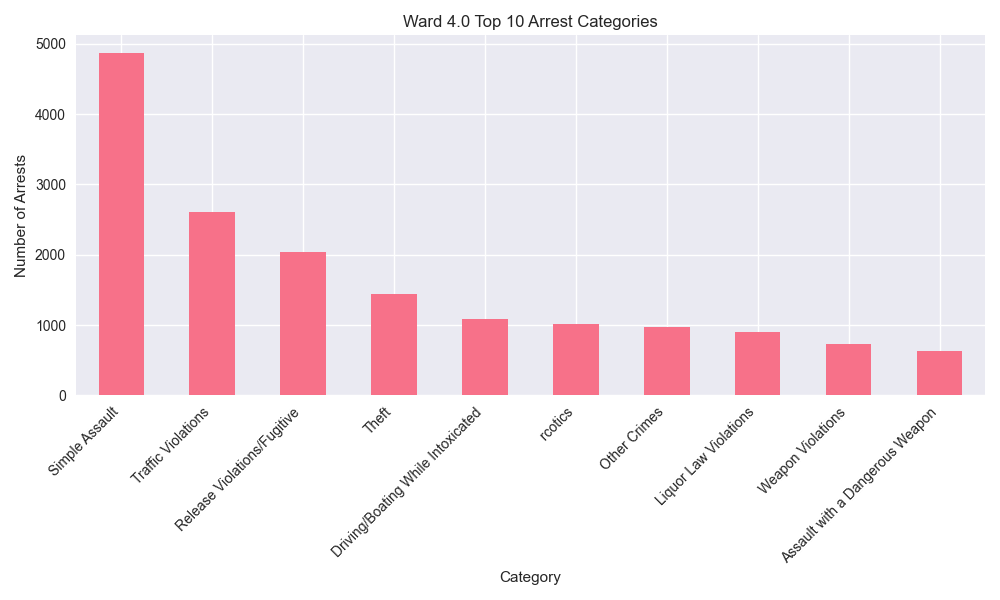 Ward 4.0 Top 10 Arrest Categories
Number of Arrests
5000
4000
3000
2000
1000
0
Simple Assault
Traffic Violations
Release Violations/Fugitive
Theft
Driving/Boating While Intoxicated
rcotics
Other Crimes
Liquor Law Violations
Weapon Violations
Assault with a Dangerous Weapon
Category